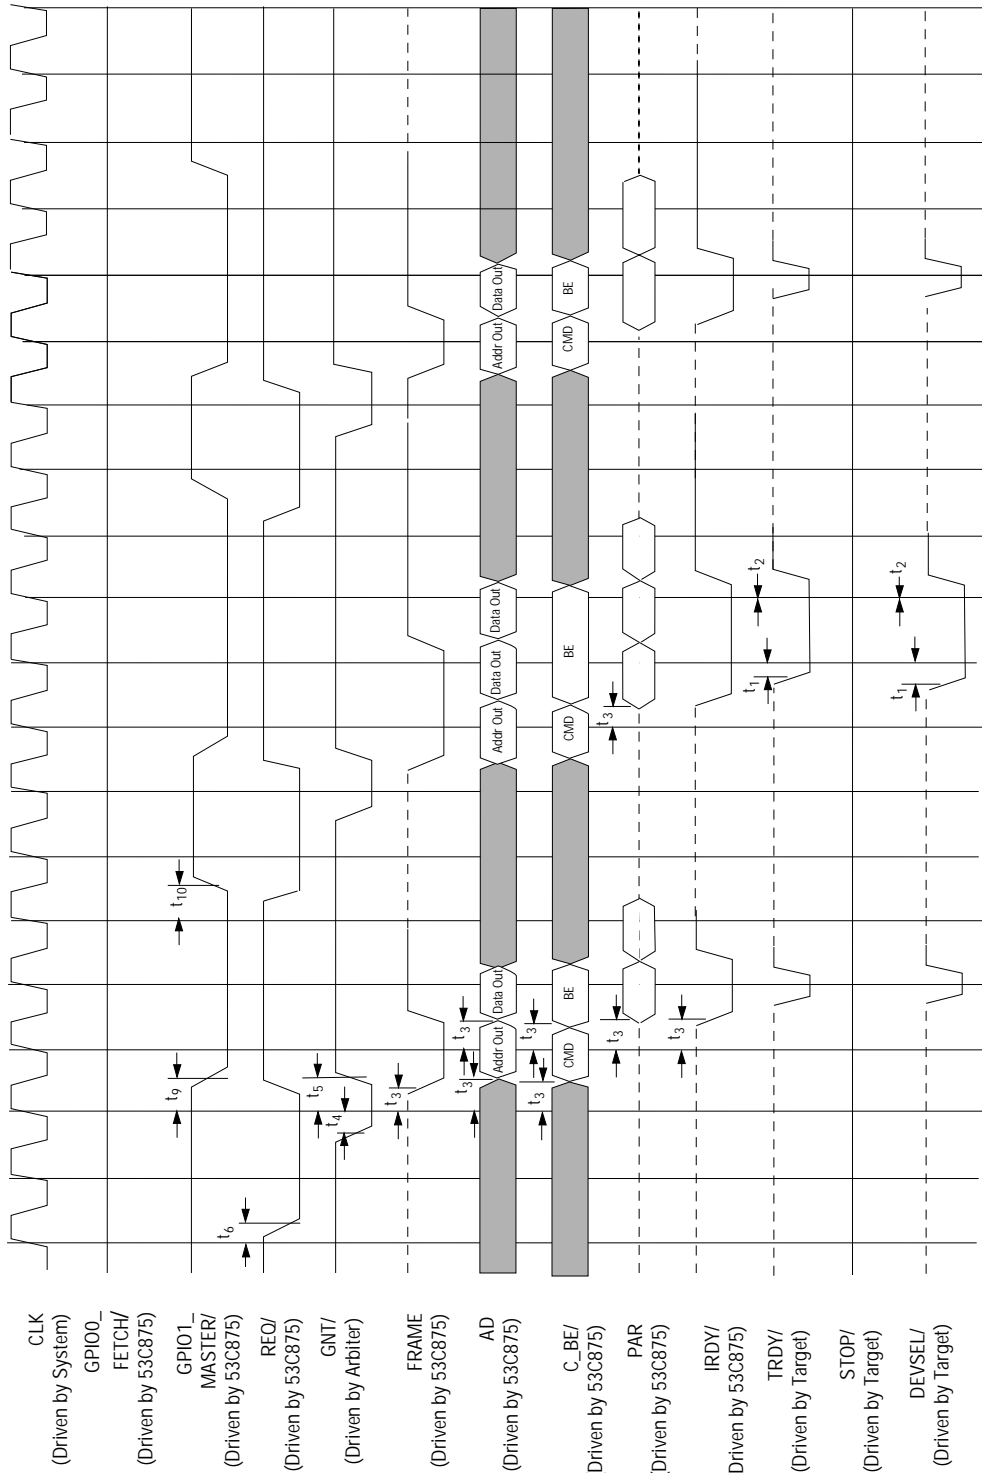 CLK
(Driven by System)
GPIO0_
FETCH/
(Driven by 53C875)
GPIO1_
MASTER/
(Driven by 53C875)
REQ/
(Driven by 53C875)
GNT/
(Driven by Arbiter)
FRAME
(Driven by 53C875)
AD
(Driven by 53C875)
C_BE/
(Driven by 53C875)
PAR
(Driven by 53C875)
IRDY/
(Driven by 53C875)
TRDY/
(Driven by Target)
STOP/
(Driven by Target)
DEVSEL/
(Driven by Target)
t9
t10
t6
t5
t4
t3
t3
t3
Addr Out
Data Out
Addr Out
Data Out
Data Out
Addr Out
Data Out
t3
t3
CMD
BE
CMD
BE
CMD
BE
t3
t3
t3
t1
t2
t1
t2